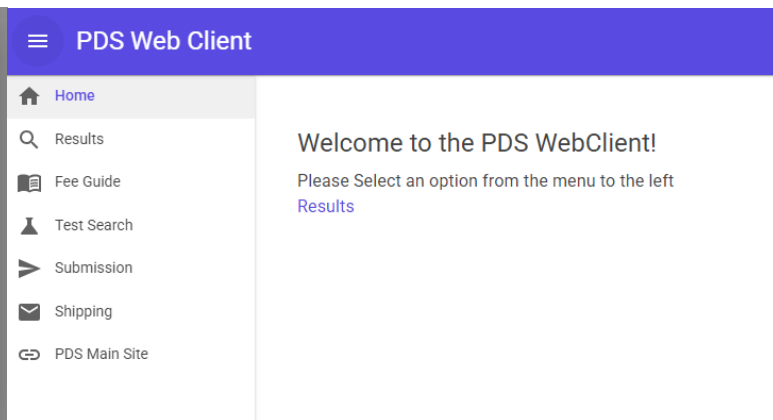 PDS Web Client
Home
Results
Fee Guide
Test Search
Submission
Shipping
PDS Main Site
Welcome to the PDS WebClient!
Please Select an option from the menu to the left
Results